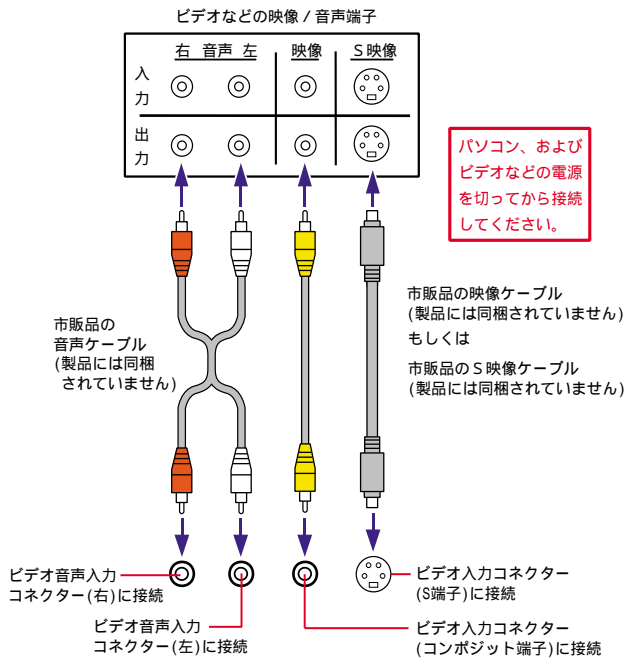 ビデオなどの映像 / 音声端子
右 音声 左 映像 S映像
入力
出力
パソコン、および
ビデオなどの電源
を切ってから接続
してください。
市販品の
音声ケーブル
(製品には同梱
されていません)
市販品の映像ケーブル
(製品には同梱されていません)
もしくは
市販品のS映像ケーブル
(製品には同梱されていません)
ビデオ音声入力
コネクター(右)に接続
ビデオ音声入力
コネクター(左)に接続
ビデオ入力コネクター
(S端子)に接続
ビデオ入力コネクター
(コンポジット端子)に接続